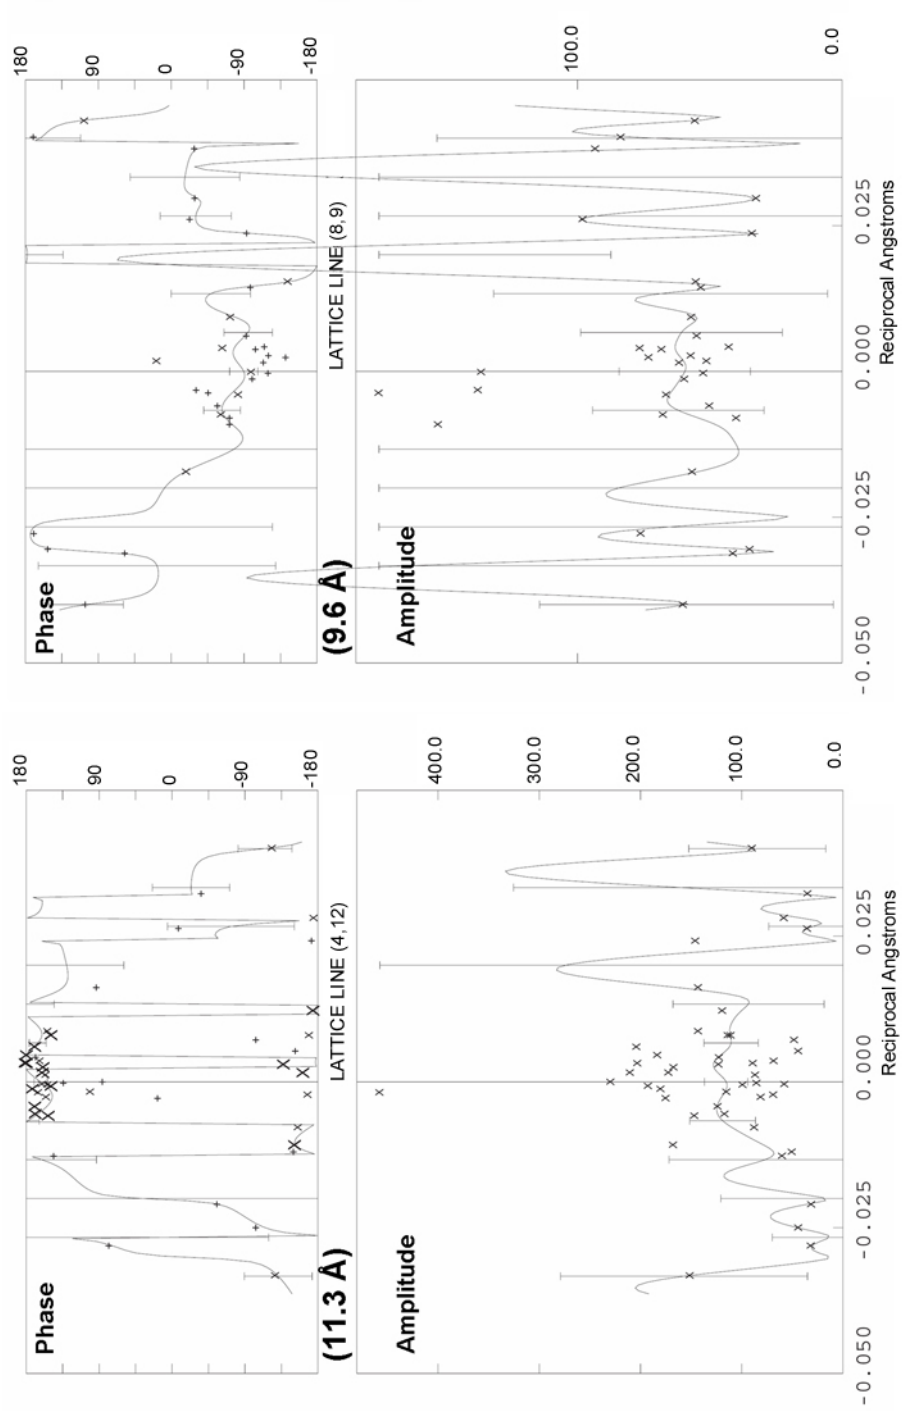 Phase
180
90
0
-90
-180
(11.3 Å)
LATTICE LINE (4,12)
Amplitude
400.0
300.0
200.0
100.0
0.0
-0.050 -0.025 0.000 0.025
Reciprocal Angstroms
Phase
180
90
0
-90
-180
(9.6 Å)
LATTICE LINE (8,9)
Amplitude
100.0
0.0
-0.050 -0.025 0.000 0.025
Reciprocal Angstroms